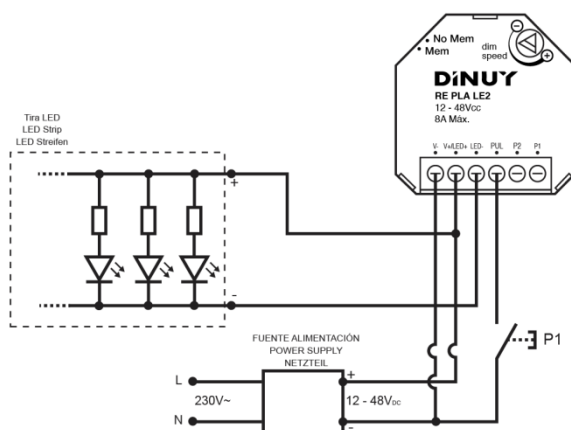 No Mem
Mem
dim
speed
DiNUY
RE PLA LE2
12 - 48Vcc
8A Máx.
V-
V+/LED+
LED-
PUL
P2
P1
Tira LED
LED Strip
LED Streifen
+
-
FUENTE ALIMENTACIÓN
POWER SUPPLY
NETZTEIL
P1
L
N
230V~
+
12 - 48VDC
-